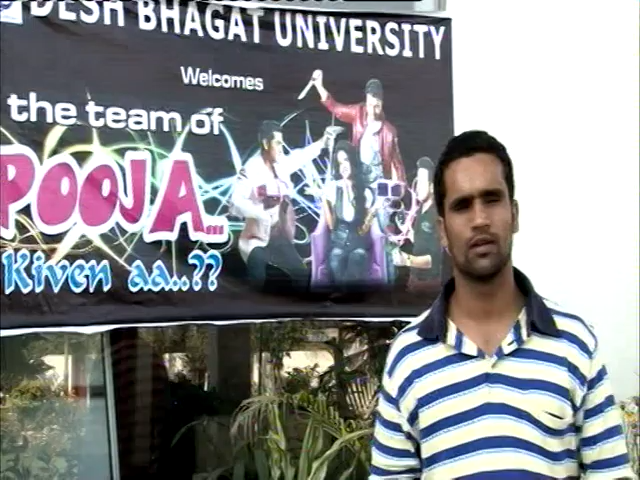 DESH BHAGAT UNIVERSITY
Welcomes
the team of
POOJA...
Kiven aa..??